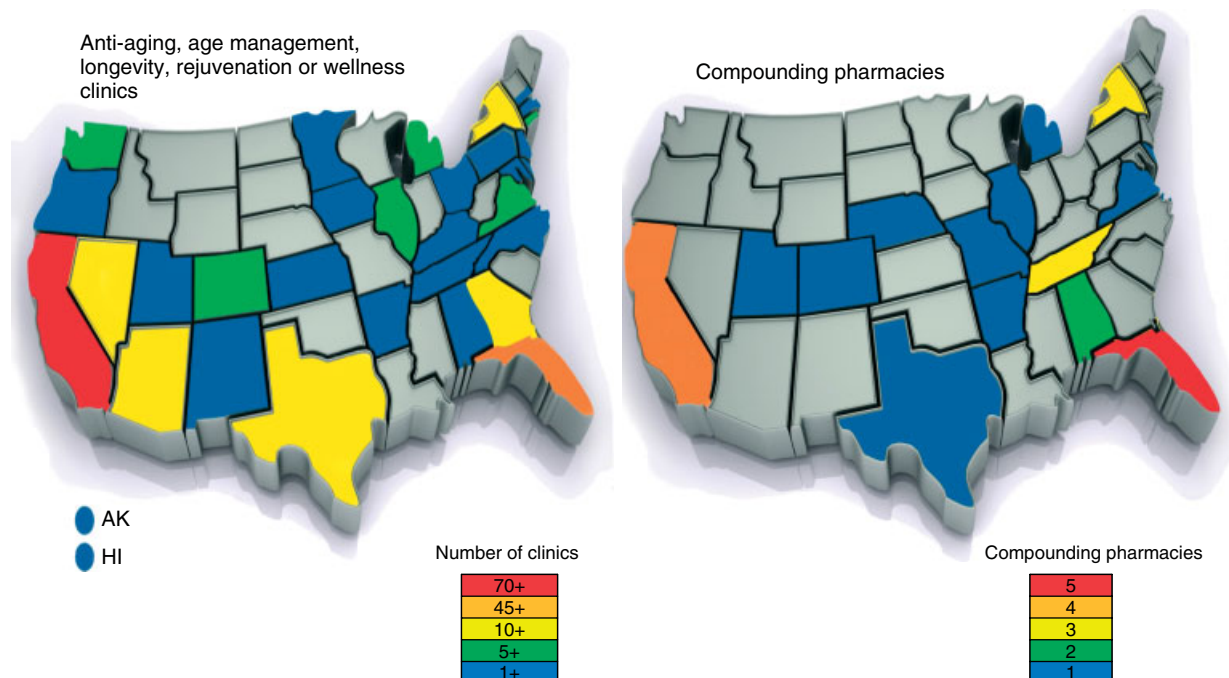 Anti-aging, age management,
longevity, rejuvenation or wellness
clinics
AK
HI
Number of clinics
70+
45+
10+
5+
1+
Compounding pharmacies
Compounding pharmacies
5
4
3
2
1